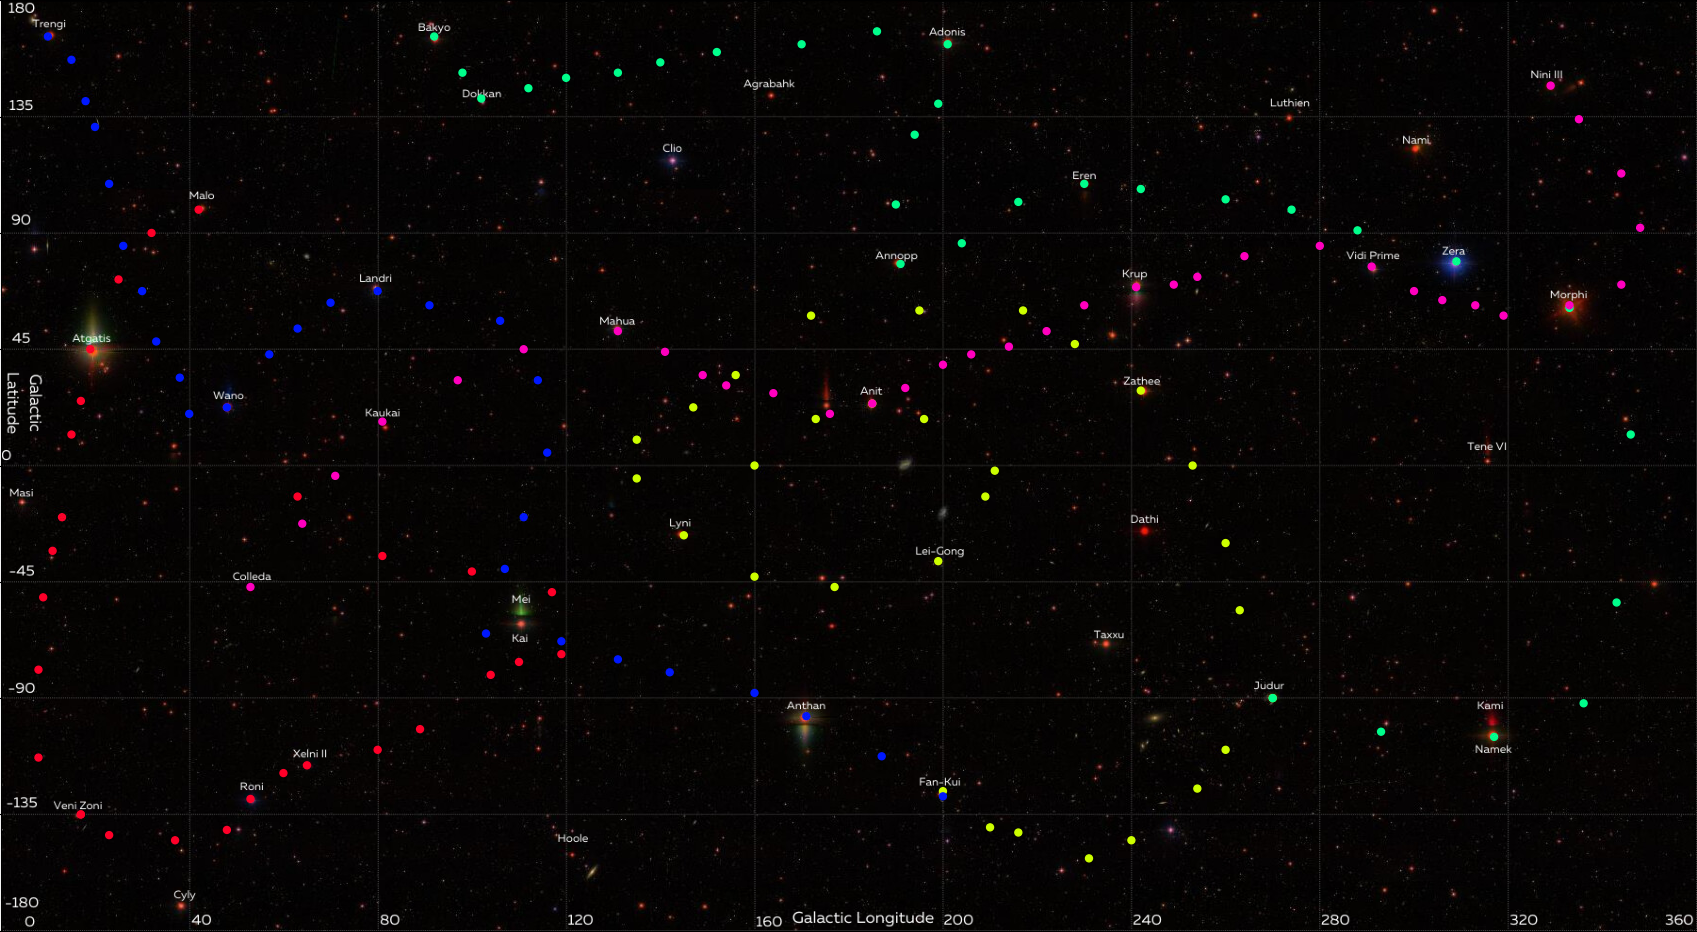 180
Trengi
Bakyo
Adonis
Nini III
Agrabahk
Dokkan
Luthien
135
Nami
Clio
Eren
Malo
90
Annopp
Zera
Vidi Prime
Krup
Landri
Morphi
Mahua
45
Atgatis
Zathee
Anit
Wano
Kaukai
Galactic
Latitude
Tene VI
0
Masi
Dathi
Lyni
Lei-Gong
-45
Colleda
Mei
Taxxu
Kai
-90
Judur
Anthan
Kami
Namek
Xelni II
Fan-Kui
Roni
-135
Veni Zoni
Hoole
Cyly
-180
0
40
80
120
160
Galactic Longitude
200
240
280
320
360